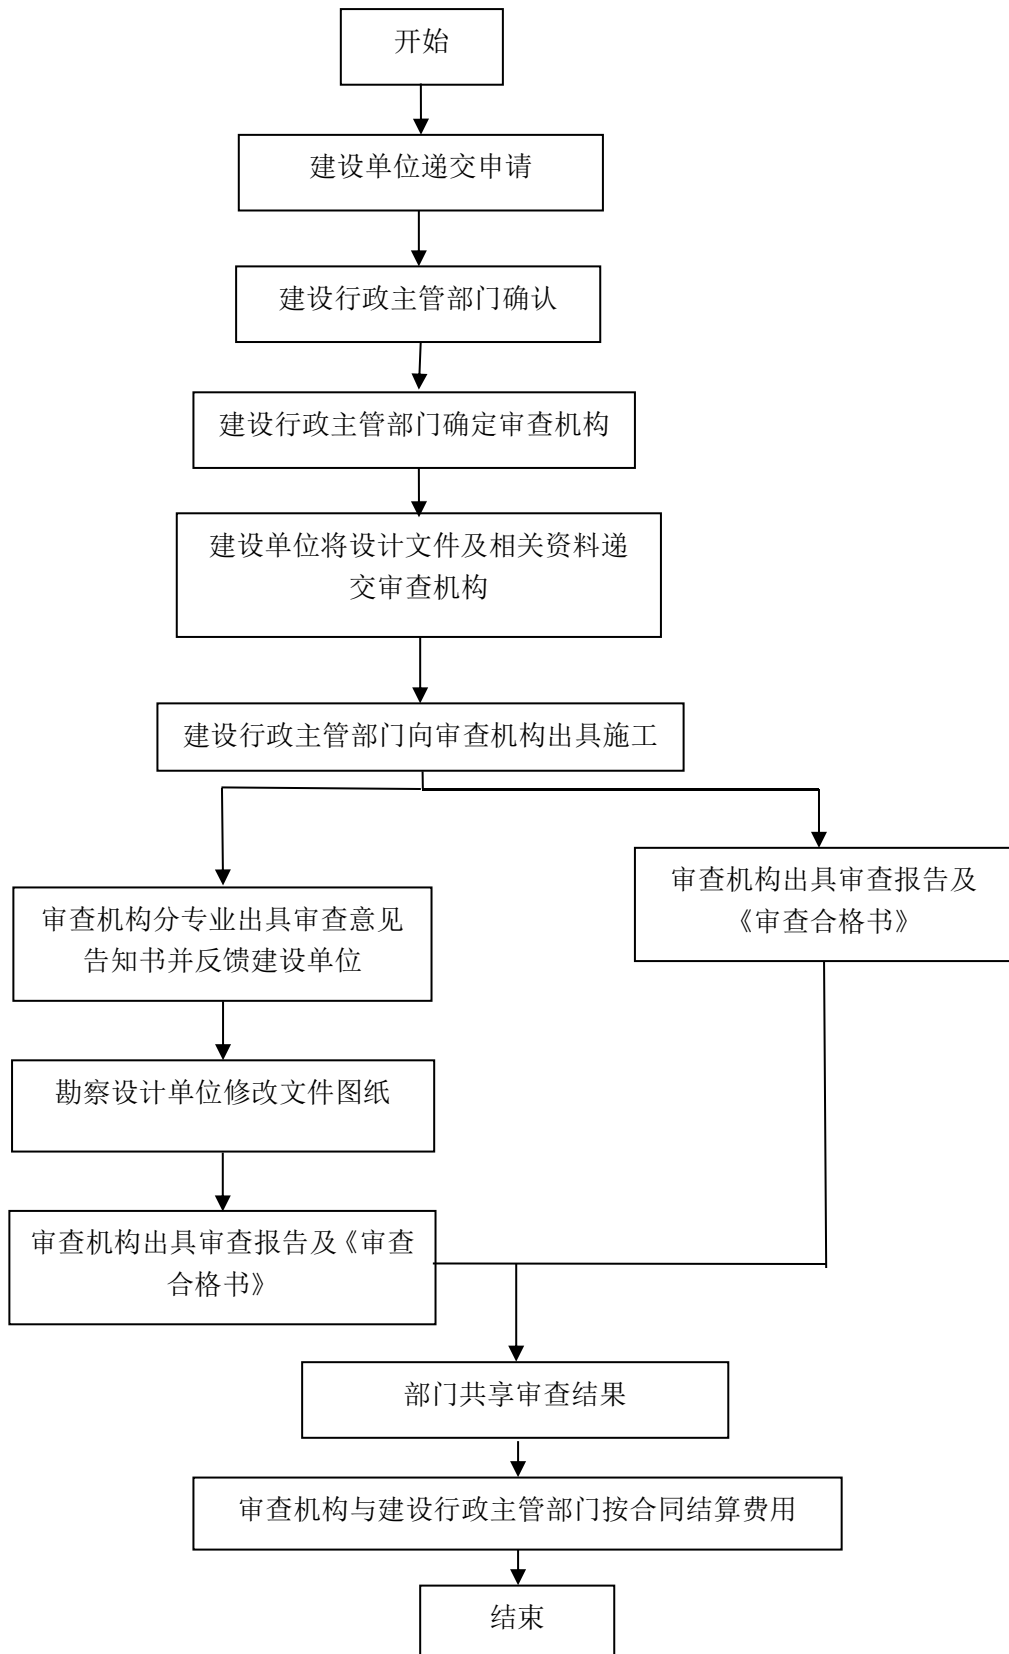 开始
建设单位递交申请
建设行政主管部门确认
建设行政主管部门确定审查机构
建设单位将设计文件及相关资料递
交审查机构
建设行政主管部门向审查机构出具施工
审查机构分专业出具审查意见
告知书并反馈建设单位
审查机构出具审查报告及
《审查合格书》
勘察设计单位修改文件图纸
审查机构出具审查报告及《审查
合格书》
部门共享审查结果
审查机构与建设行政主管部门按合同结算费用
结束